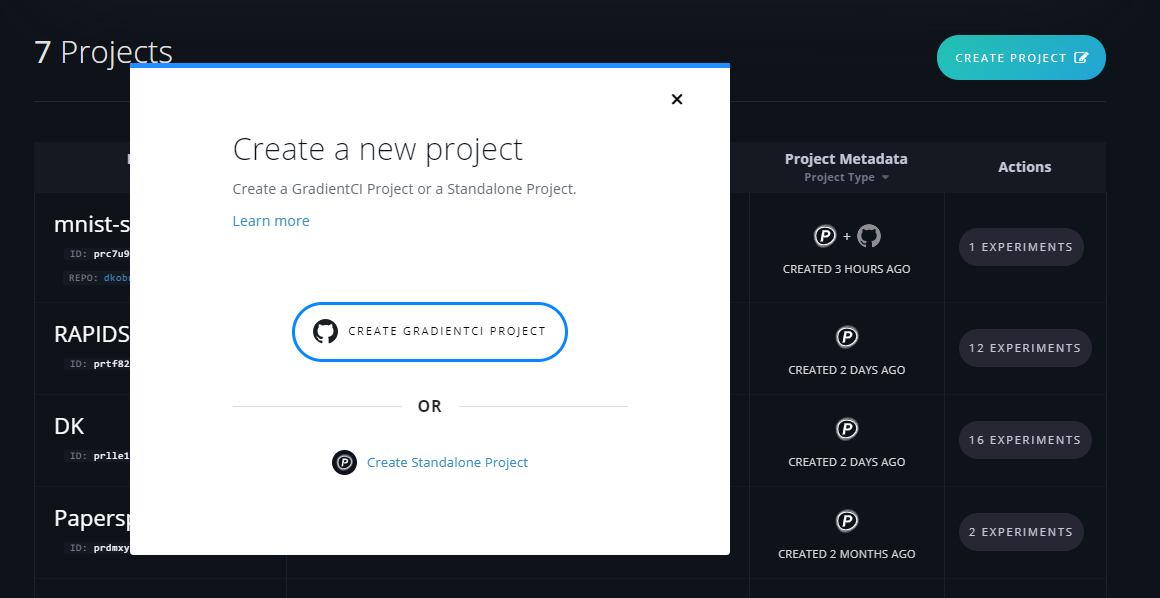 7 Projects
CREATE PROJECT
Create a new project
Create a GradientCI Project or a Standalone Project.
Learn more
CREATE GRADIENTCI PROJECT
OR
Create Standalone Project
Project Metadata
Project Type
Actions
mnist-s
ID: prc7u9
REPO: dkob
P + 
CREATED 3 HOURS AGO
1 EXPERIMENTS
RAPIDS
ID: prtf82
P
CREATED 2 DAYS AGO
12 EXPERIMENTS
DK
ID: prlle1
P
CREATED 2 DAYS AGO
16 EXPERIMENTS
Papersp
ID: prdmxy
P
CREATED 2 MONTHS AGO
2 EXPERIMENTS